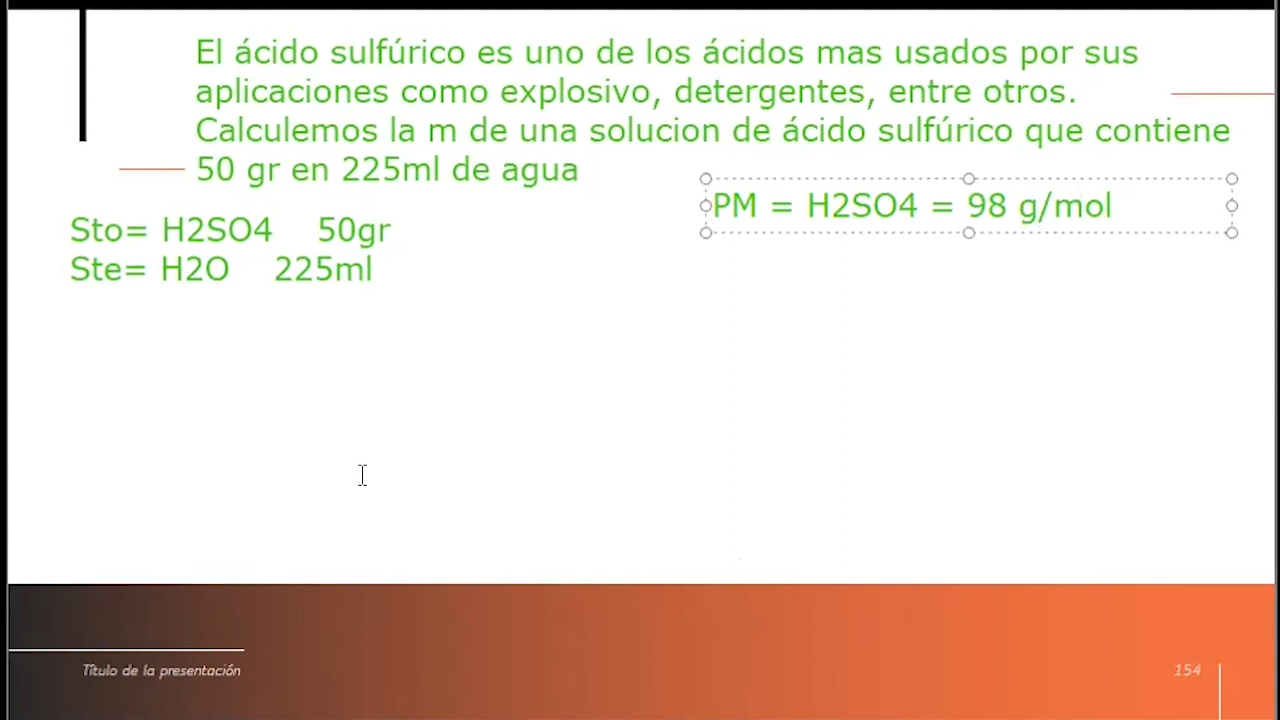 El ácido sulfúrico es uno de los ácidos mas usados por sus
aplicaciones como explosivo, detergentes, entre otros.
Calculemos la m de una solucion de ácido sulfúrico que contiene
50 gr en 225ml de agua
PM = H2SO4 = 98 g/mol
Sto= H2SO4 50gr
Ste= H2O 225ml
Título de la presentación
154